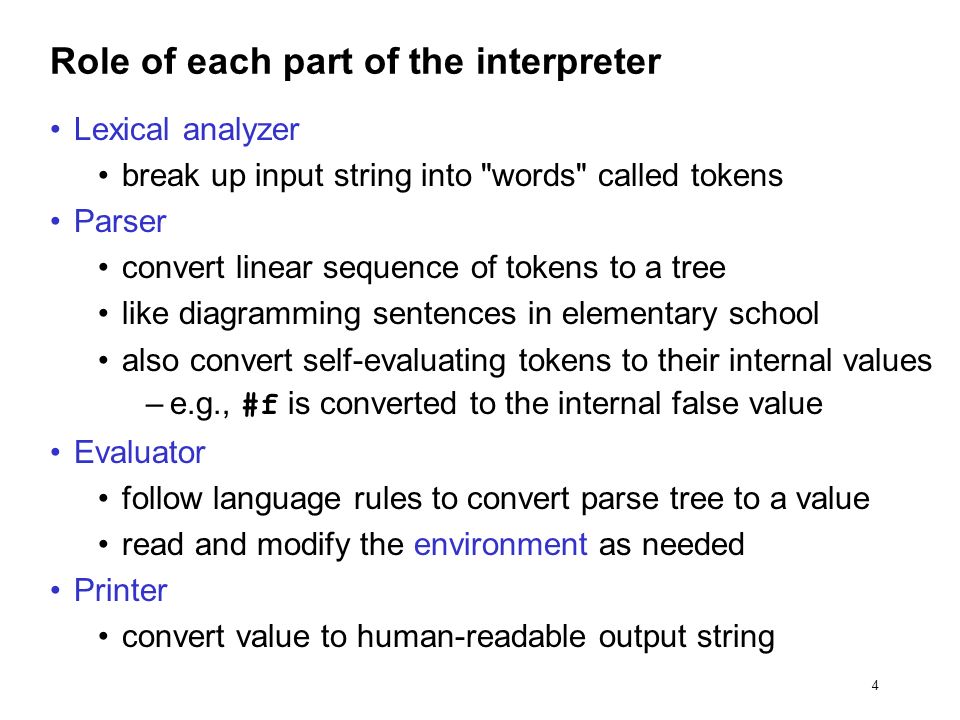 Role of each part of the interpreter
• Lexical analyzer
• break up input string into "words" called tokens
• Parser
• convert linear sequence of tokens to a tree
• like diagramming sentences in elementary school
• also convert self-evaluating tokens to their internal values
– e.g., #f is converted to the internal false value
• Evaluator
• follow language rules to convert parse tree to a value
• read and modify the environment as needed
• Printer
• convert value to human-readable output string
4